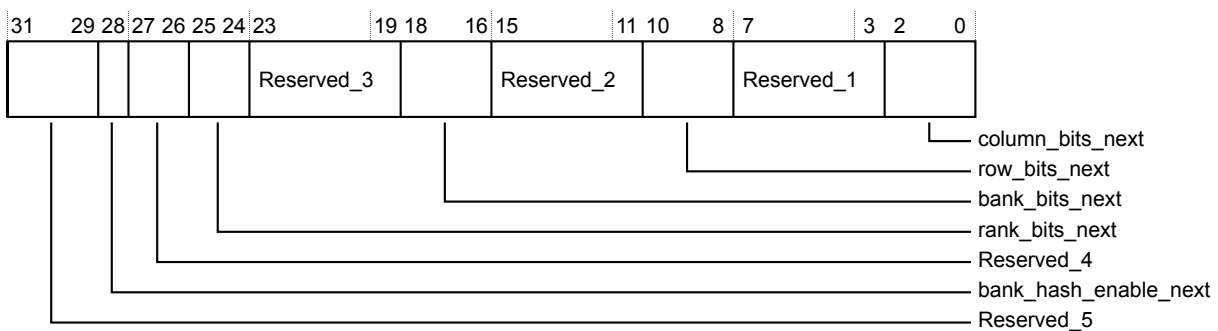 31 29 28 27 26 25 24 23 19 18 16 15 11 10 8 7 3 2 0
Reserved_3 Reserved_2 Reserved_1
column_bits_next
row_bits_next
bank_bits_next
rank_bits_next
Reserved_4
bank_hash_enable_next
Reserved_5